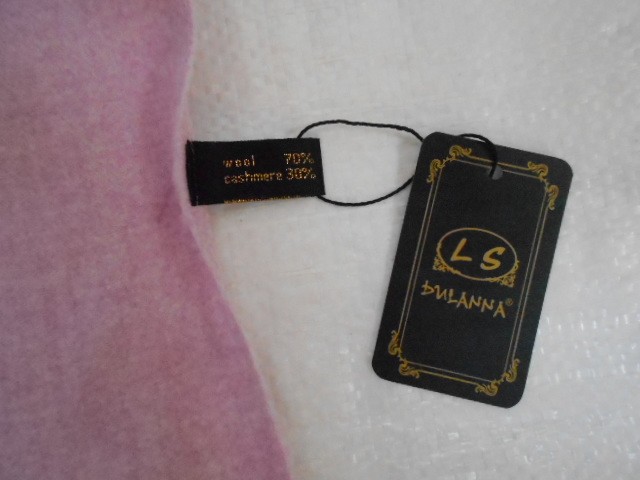 wool 70%
cashmere 30%
LS
DULANNA®